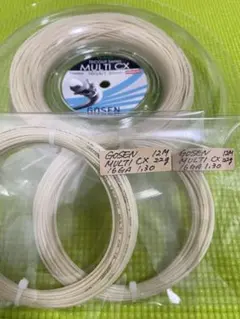 MULTI CX
GOSEN
GOSEN 12M
MULTI CX 22g
16GA 1.30
GOSEN 12M
MULTI CX 22g
16GA 1.30